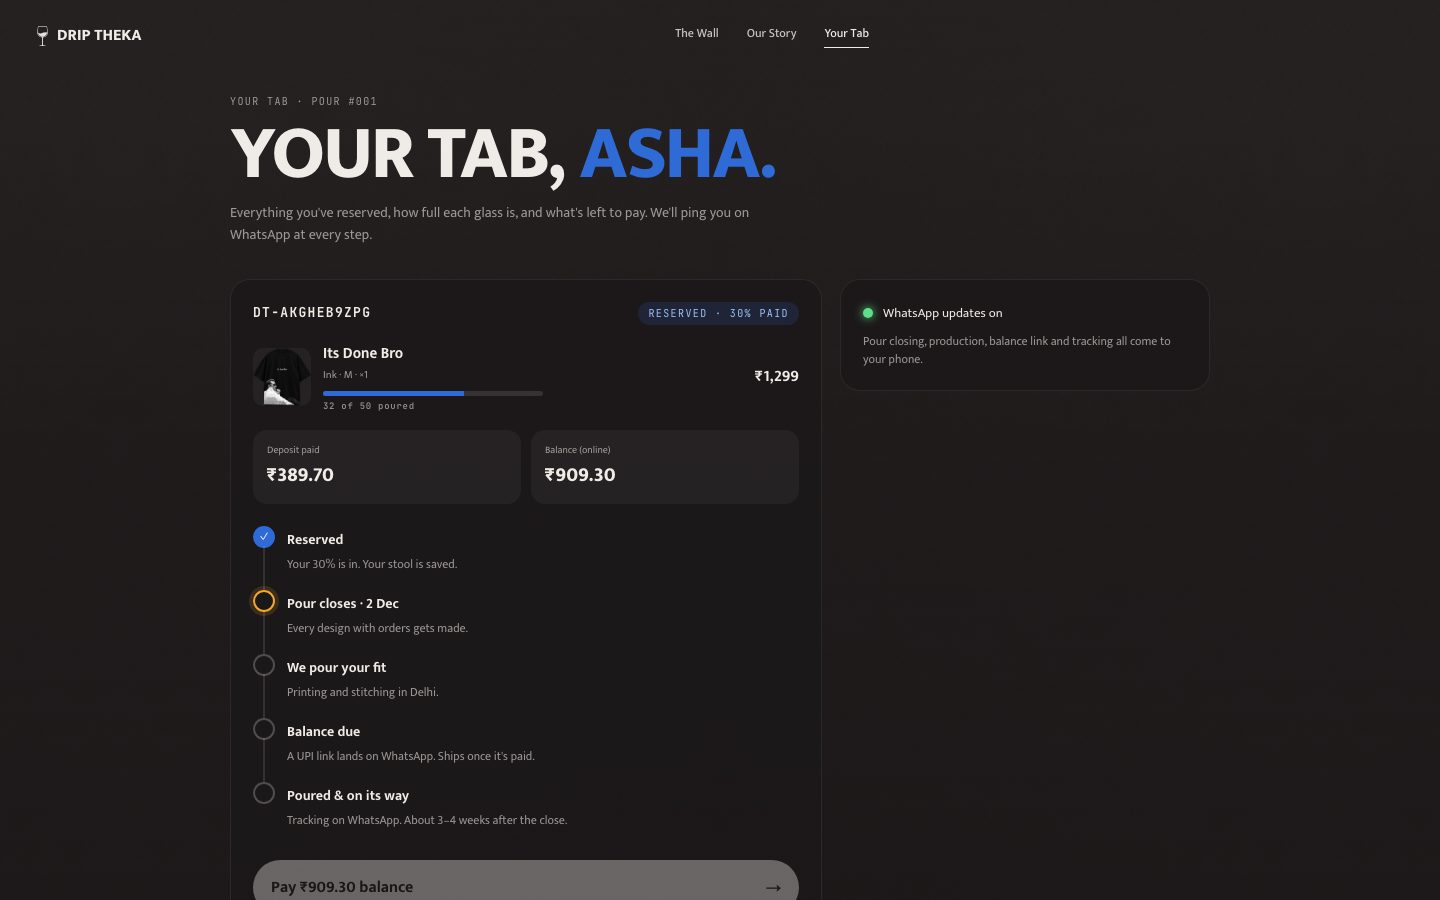 DRIP THEKA
The Wall
Our Story
Your Tab
YOUR TAB · POUR #001
YOUR TAB, ASHA.
Everything you've reserved, how full each glass is, and what's left to pay. We'll ping you on
WhatsApp at every step.
DT-AKGHEB9ZPG
RESERVED · 30% PAID
Its Done Bro
Ink · M · ×1
₹1,299
32 of 50 poured
Deposit paid
₹389.70
Balance (online)
₹909.30
Reserved
Your 30% is in. Your stool is saved.
Pour closes · 2 Dec
Every design with orders gets made.
We pour your fit
Printing and stitching in Delhi.
Balance due
A UPI link lands on WhatsApp. Ships once it's paid.
Poured & on its way
Tracking on WhatsApp. About 3–4 weeks after the close.
Pay ₹909.30 balance →
WhatsApp updates on
Pour closing, production, balance link and tracking all come to
your phone.